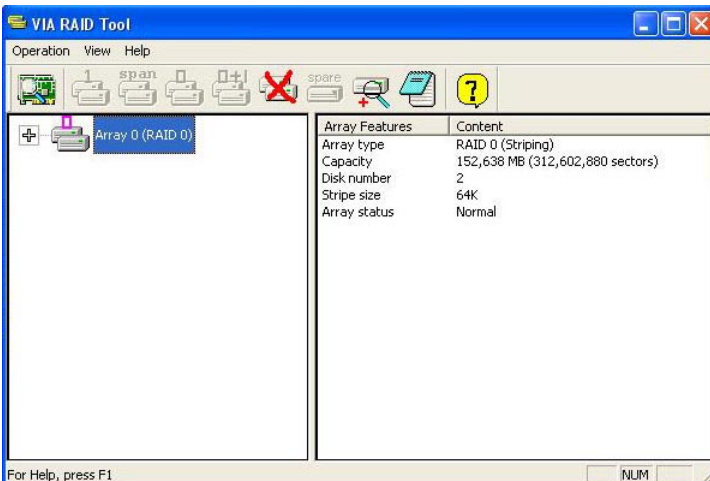 VIA RAID Tool
Operation View Help
1 span 0 0+1 spare ?
Array 0 (RAID 0)
Array Features Content
Array type RAID 0 (Striping)
Capacity 152,638 MB (312,602,880 sectors)
Disk number 2
Stripe size 64K
Array status Normal
For Help, press F1 NUM